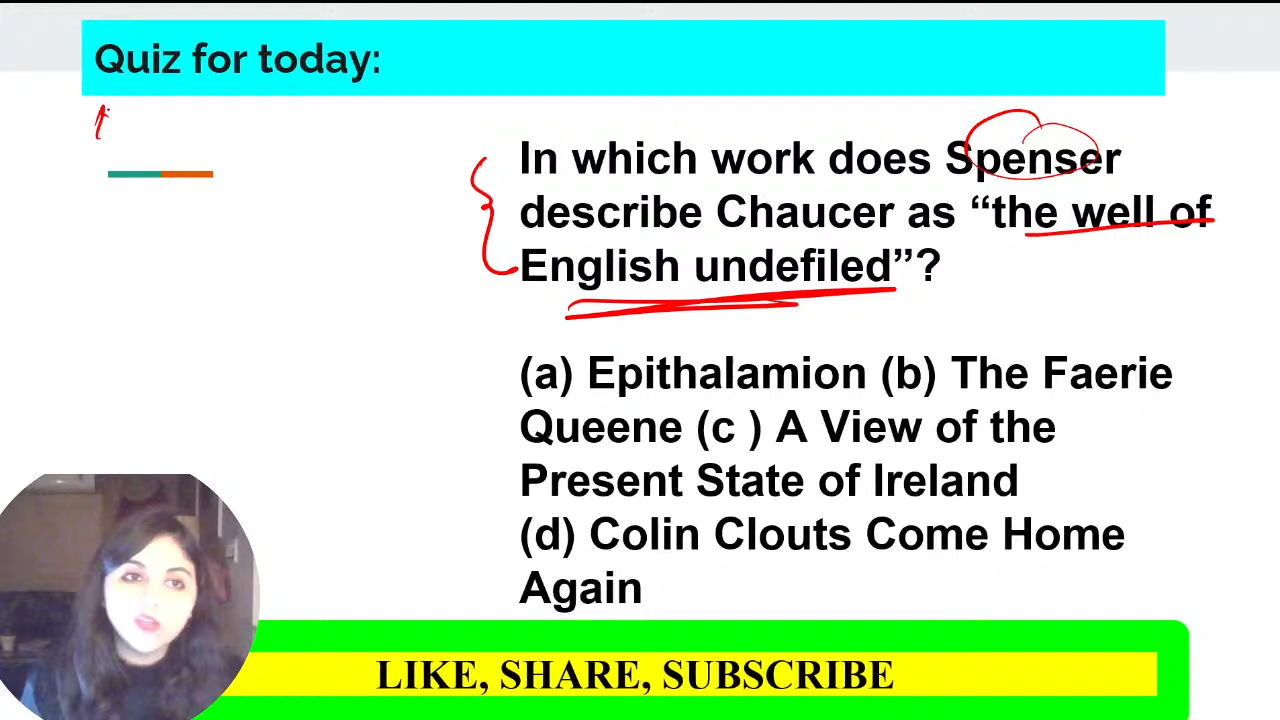 Quiz for today:
In which work does Spenser
describe Chaucer as “the well of
English undefiled”?
(a) Epithalamion (b) The Faerie
Queene (c ) A View of the
Present State of Ireland
(d) Colin Clouts Come Home
Again
LIKE, SHARE, SUBSCRIBE